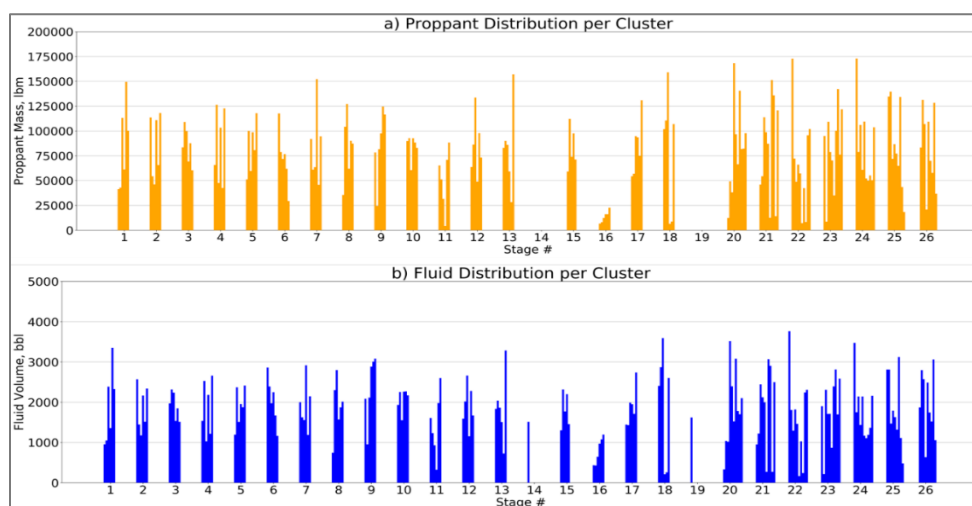 a) Proppant Distribution per Cluster
Proppant Mass, lbm
200000
175000
150000
125000
100000
75000
50000
25000
0
1 2 3 4 5 6 7 8 9 10 11 12 13 14 15 16 17 18 19 20 21 22 23 24 25 26
Stage #
b) Fluid Distribution per Cluster
Fluid Volume, bbl
5000
4000
3000
2000
1000
0
1 2 3 4 5 6 7 8 9 10 11 12 13 14 15 16 17 18 19 20 21 22 23 24 25 26
Stage #